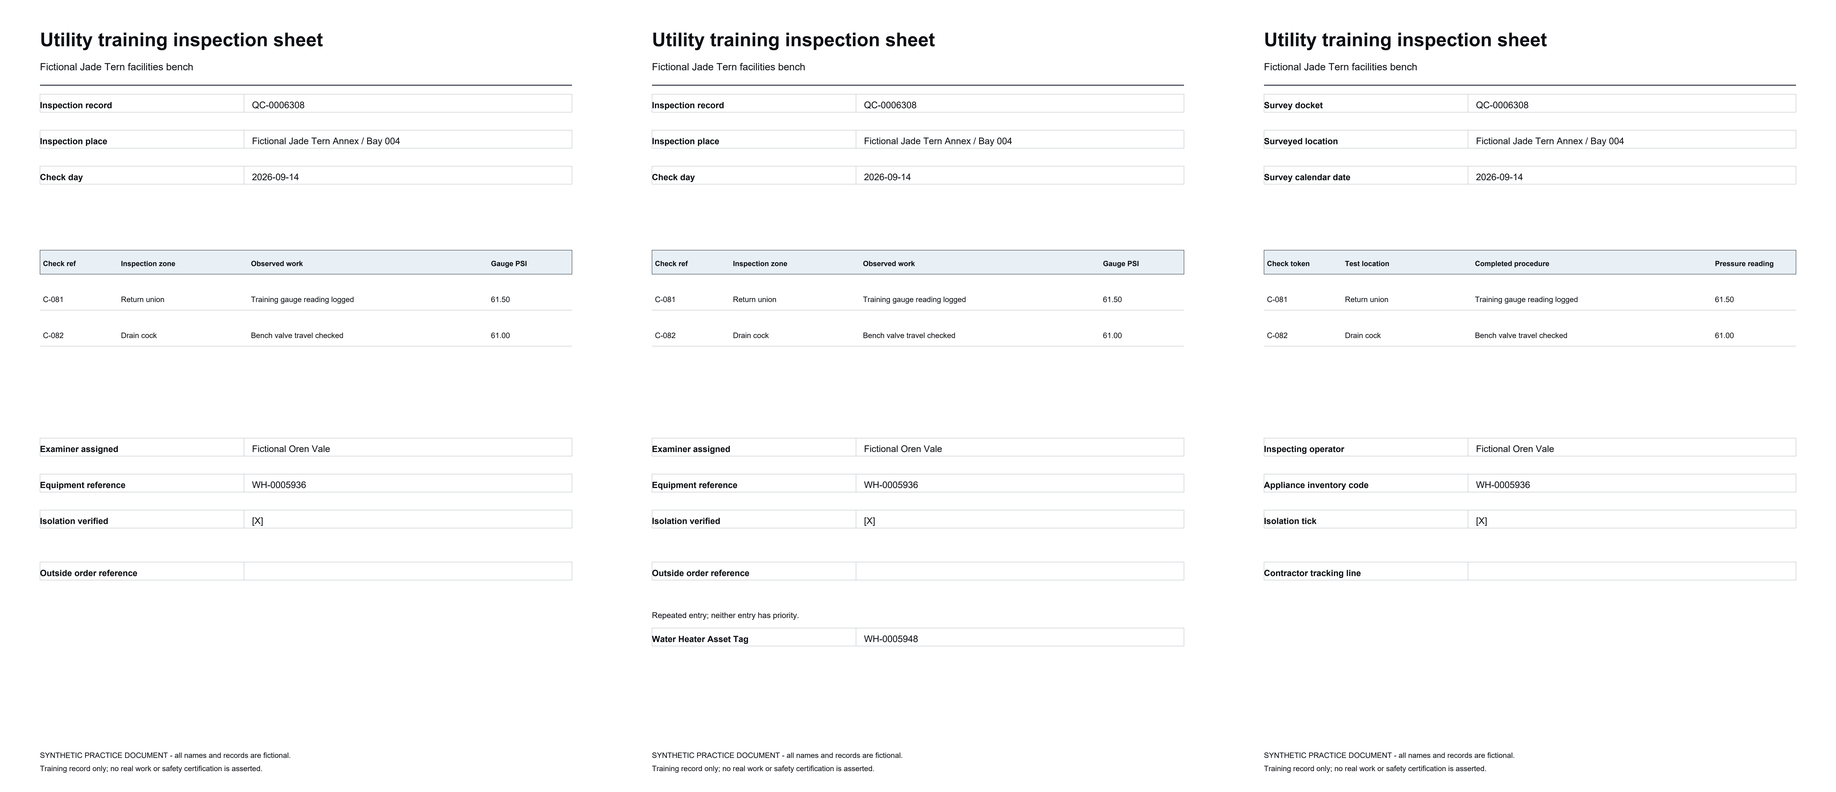 Utility training inspection sheet
Fictional Jade Tern facilities bench
Inspection record QC-0006308
Inspection place Fictional Jade Tern Annex / Bay 004
Check day 2026-09-14
Check ref Inspection zone Observed work Gauge PSI
C-081 Return union Training gauge reading logged 61.50
C-082 Drain cock Bench valve travel checked 61.00
Examiner assigned Fictional Oren Vale
Equipment reference WH-0005936
Isolation verified [X]
Outside order reference
SYNTHETIC PRACTICE DOCUMENT - all names and records are fictional.
Training record only; no real work or safety certification is asserted.
Utility training inspection sheet
Fictional Jade Tern facilities bench
Inspection record QC-0006308
Inspection place Fictional Jade Tern Annex / Bay 004
Check day 2026-09-14
Check ref Inspection zone Observed work Gauge PSI
C-081 Return union Training gauge reading logged 61.50
C-082 Drain cock Bench valve travel checked 61.00
Examiner assigned Fictional Oren Vale
Equipment reference WH-0005936
Isolation verified [X]
Outside order reference
Repeated entry; neither entry has priority.
Water Heater Asset Tag WH-0005948
SYNTHETIC PRACTICE DOCUMENT - all names and records are fictional.
Training record only; no real work or safety certification is asserted.
Utility training inspection sheet
Fictional Jade Tern facilities bench
Survey docket QC-0006308
Surveyed location Fictional Jade Tern Annex / Bay 004
Survey calendar date 2026-09-14
Check token Test location Completed procedure Pressure reading
C-081 Return union Training gauge reading logged 61.50
C-082 Drain cock Bench valve travel checked 61.00
Inspecting operator Fictional Oren Vale
Appliance inventory code WH-0005936
Isolation tick [X]
Contractor tracking line
SYNTHETIC PRACTICE DOCUMENT - all names and records are fictional.
Training record only; no real work or safety certification is asserted.